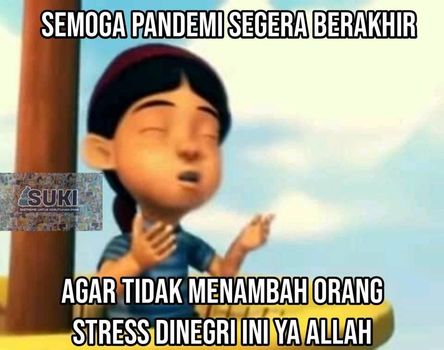 SEMOGA PANDEMI SEGERA BERAKHIR
SUKI
AGAR TIDAK MENAMBAH ORANG
STRESS DINEGRI INI YA ALLAH